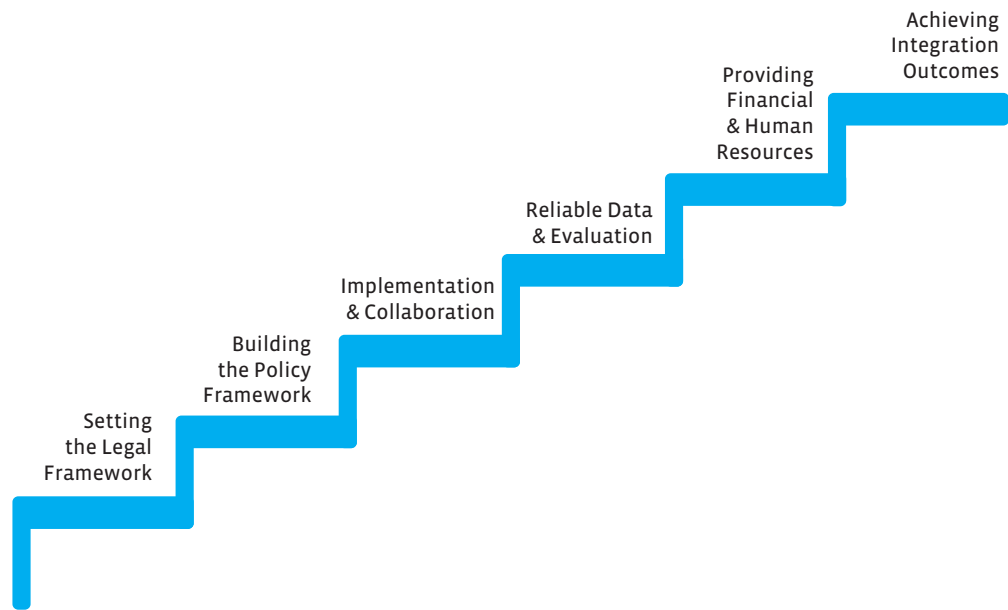 Achieving
Integration
Outcomes
Providing
Financial
& Human
Resources
Reliable Data
& Evaluation
Implementation
& Collaboration
Building
the Policy
Framework
Setting
the Legal
Framework